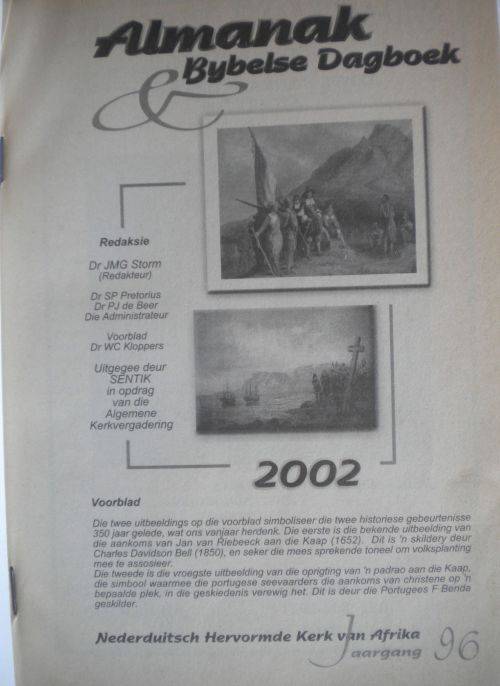 Almanak
& Bybelse Dagboek
Redaksie
Dr JMG Storm
(Redakteur)
Dr SP Pretorius
Dr PJ de Beer
Die Administrateur
Voorblad
Dr WC Kloppers
Uitgegee deur
SENTIK
in opdrag
van die
Algemene
Kerkvergadering
2002
Voorblad
Die twee uitbeeldings op die voorblad simboliseer die twee historiese gebeurtenisse
350 jaar gelede, wat ons vanjaar herdenk. Die eerste is die bekende uitbeelding van
die aankoms van Jan van Riebeeck aan die Kaap (1652). Dit is 'n skildery deur
Charles Davidson Bell (1850), en seker die mees sprekende toneel om volksplanting
mee te assosieer.
Die tweede is die vroegste uitbeelding van die oprigting van 'n padrao aan die Kaap,
die simbool waarmee die portugese seevaarders die aankoms van christene op 'n
bepaalde plek, in die geskiedenis verewig het. Dit is deur die Portugees F Benda
geskilder.
Nederduitsch Hervormde Kerk van Afrika
Jaargang 96